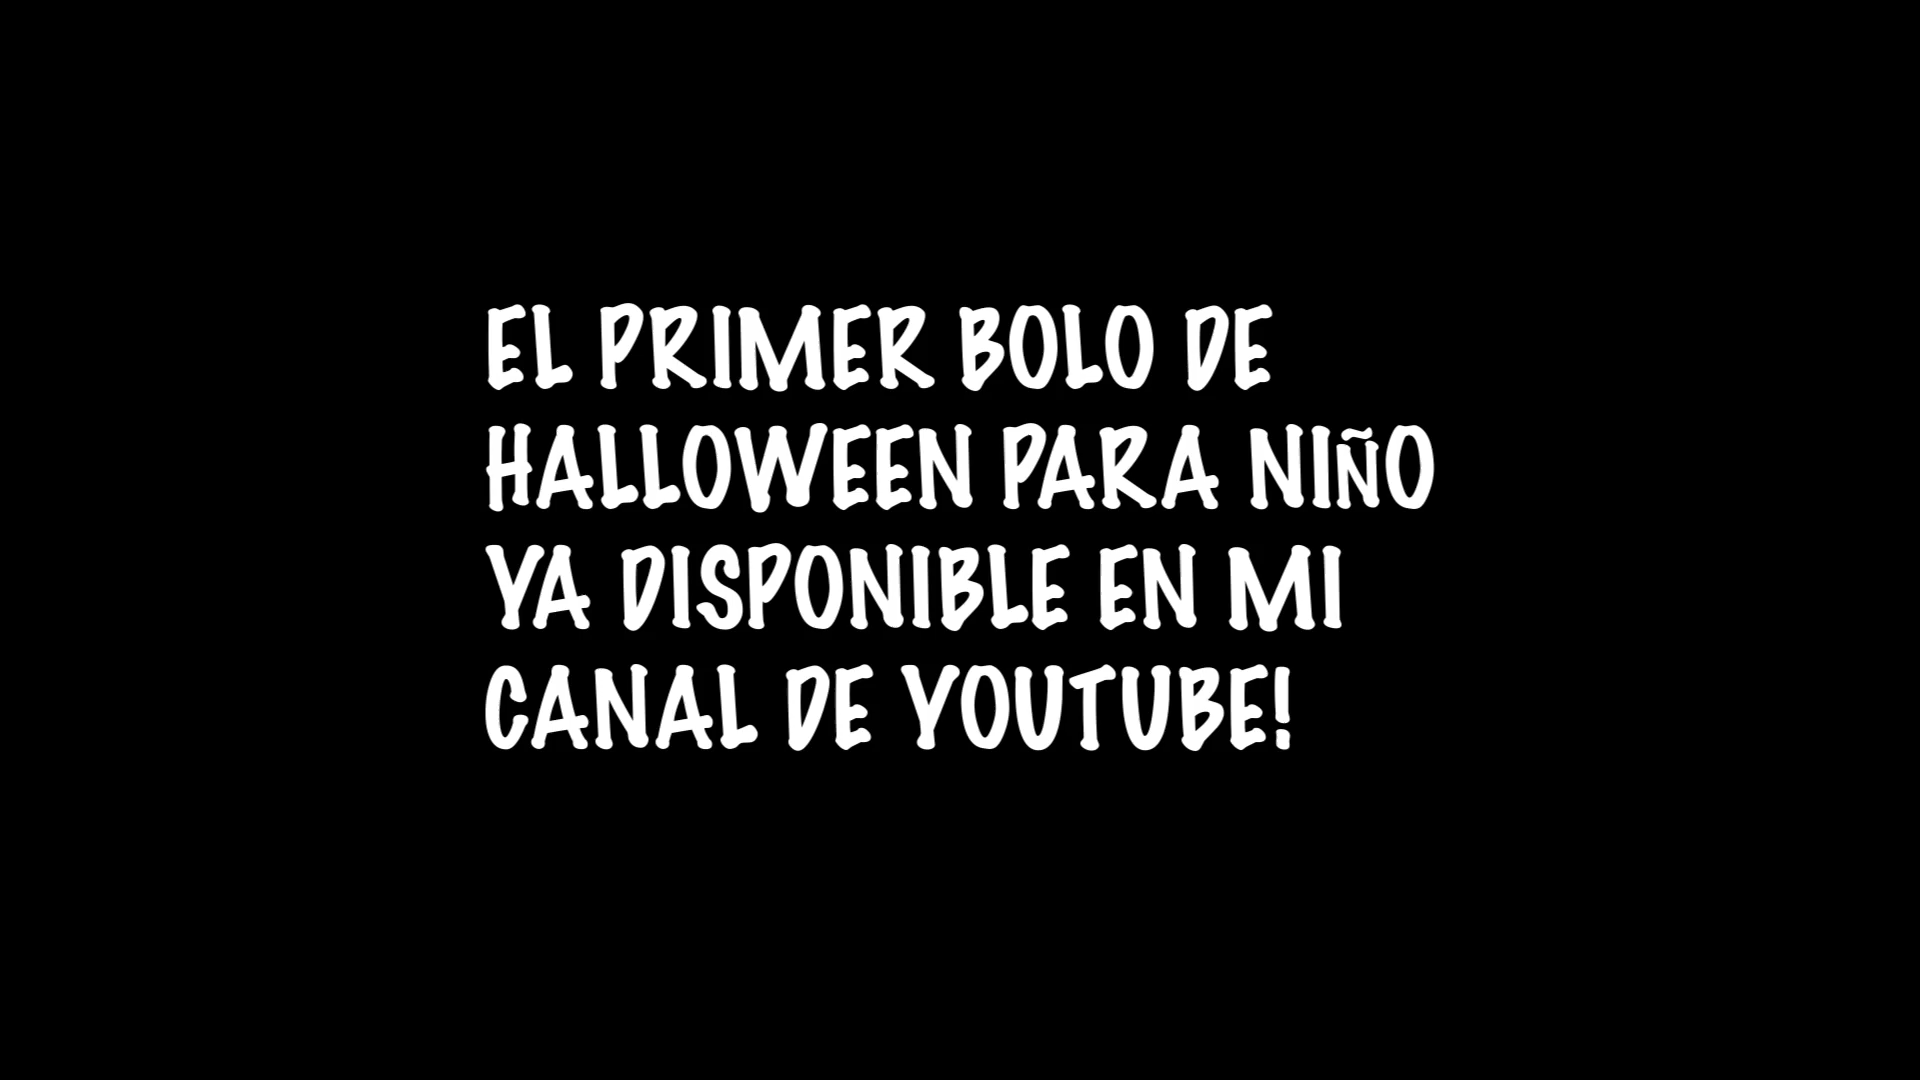 EL PRIMER BOLO DE
HALLOWEEN PARA NIÑO
YA DISPONIBLE EN MI
CANAL DE YOUTUBE!